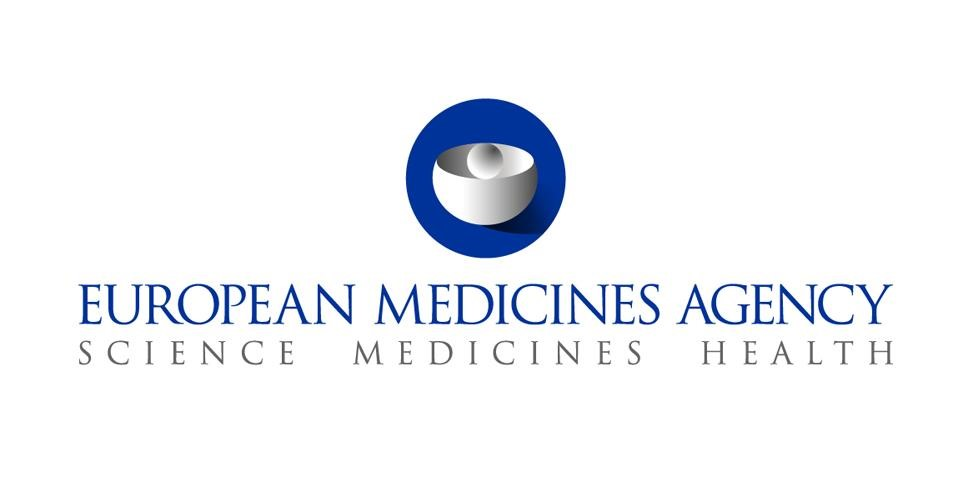 EUROPEAN MEDICINES AGENCY
SCIENCE MEDICINES HEALTH